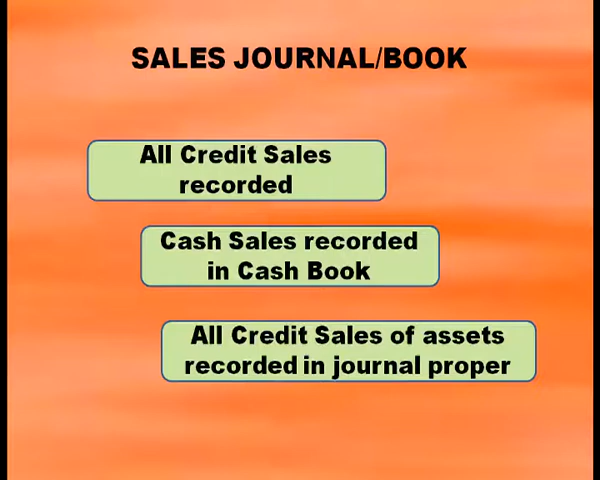 SALES JOURNAL/BOOK
All Credit Sales
recorded
Cash Sales recorded
in Cash Book
All Credit Sales of assets
recorded in journal proper